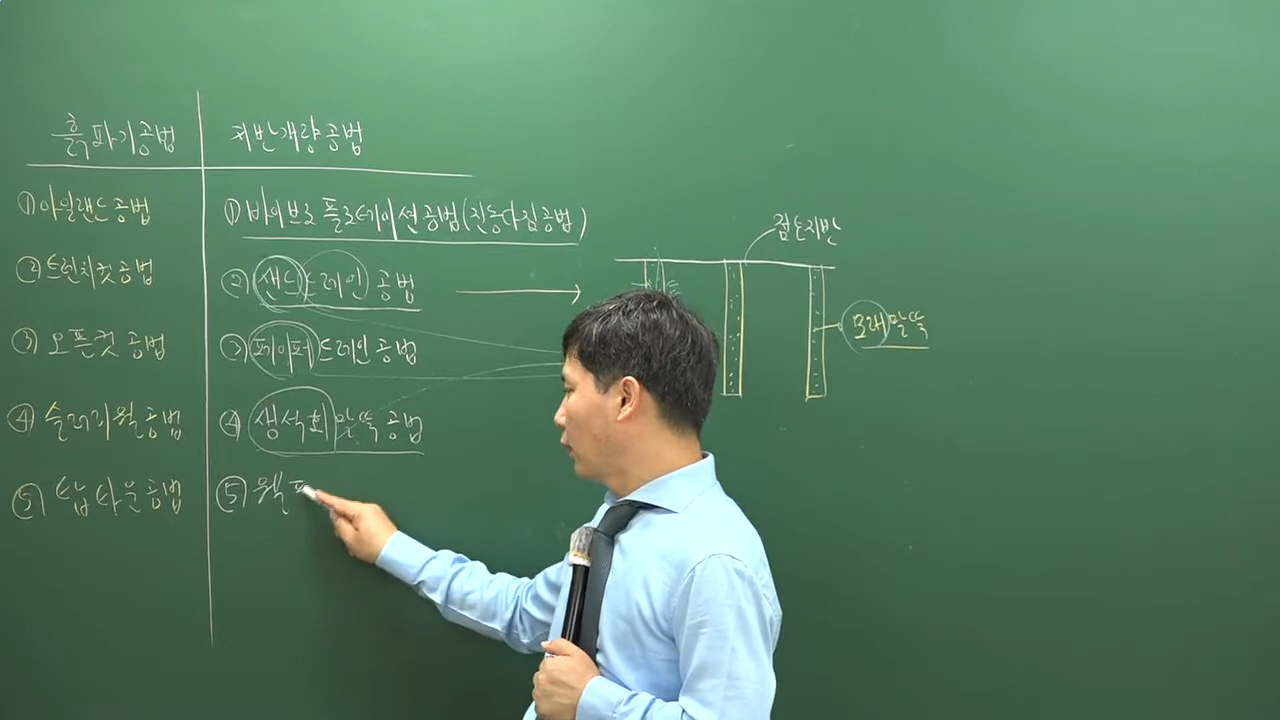 흙파기공법
지반개량공법
①아일랜드공법
①바이브로 플로테이션공법(진동다짐공법)
②트렌치컷공법
②샌드드레인 공법
③오픈컷 공법
③페이퍼드레인공법
④슬러리월공법
④생석회말뚝공법
⑤탑다운공법
⑤웰포
점토지반
모래말뚝